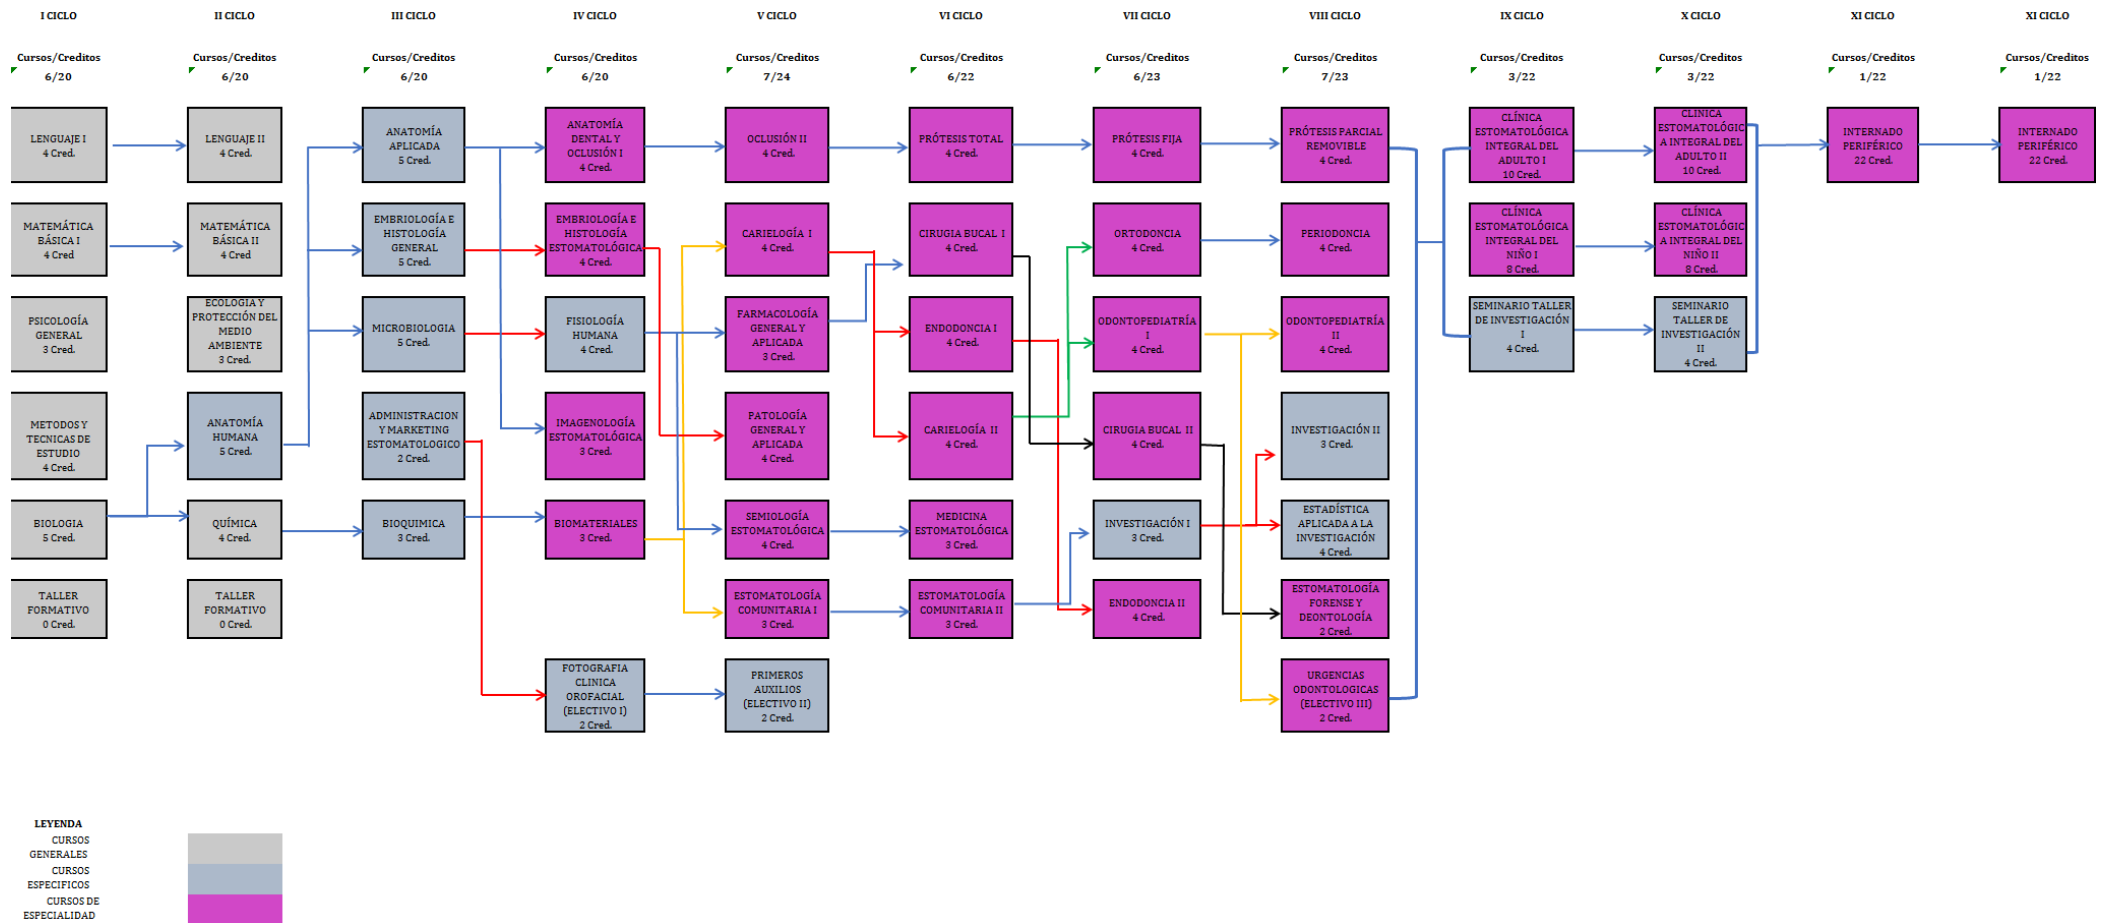 I CICLO
II CICLO
III CICLO
IV CICLO
V CICLO
VI CICLO
VII CICLO
VIII CICLO
IX CICLO
X CICLO
XI CICLO
XI CICLO
Cursos/Creditos
6/20
Cursos/Creditos
6/20
Cursos/Creditos
6/20
Cursos/Creditos
6/20
Cursos/Creditos
7/24
Cursos/Creditos
6/22
Cursos/Creditos
6/23
Cursos/Creditos
7/23
Cursos/Creditos
3/22
Cursos/Creditos
3/22
Cursos/Creditos
1/22
Cursos/Creditos
1/22
LENGUAJE I
4 Cred.
LENGUAJE II
4 Cred.
ANATOMÍA
APLICADA
5 Cred.
ANATOMÍA
DENTAL Y
OCLUSIÓN I
4 Cred.
OCLUSIÓN II
4 Cred.
PRÓTESIS TOTAL
4 Cred.
PRÓTESIS FIJA
4 Cred.
PRÓTESIS PARCIAL
REMOVIBLE
4 Cred.
CLÍNICA
ESTOMATOLÓGICA
INTEGRAL DEL
ADULTO I
10 Cred.
CLINICA
ESTOMATOLÓGIC
A INTEGRAL DEL
ADULTO II
10 Cred.
INTERNADO
PERIFÉRICO
22 Cred.
INTERNADO
PERIFÉRICO
22 Cred.
MATEMÁTICA
BÁSICA I
4 Cred
MATEMÁTICA
BÁSICA II
4 Cred
EMBRIOLOGÍA E
HISTOLOGÍA
GENERAL
5 Cred.
EMBRIOLOGÍA E
HISTOLOGÍA
ESTOMATOLÓGICA
4 Cred.
CARIELOGÍA I
4 Cred.
CIRUGIA BUCAL I
4 Cred.
ORTODONCIA
4 Cred.
PERIODONCIA
4 Cred.
CLÍNICA
ESTOMATOLÓGICA
INTEGRAL DEL
NIÑO I
8 Cred.
CLÍNICA
ESTOMATOLÓGIC
A INTEGRAL DEL
NIÑO II
8 Cred.
PSICOLOGÍA
GENERAL
3 Cred.
ECOLOGIA Y
PROTECCIÓN DEL
MEDIO
AMBIENTE
3 Cred.
MICROBIOLOGIA
5 Cred.
FISIOLOGÍA
HUMANA
4 Cred.
FARMACOLOGÍA
GENERAL Y
APLICADA
3 Cred.
ENDODONCIA I
4 Cred.
ODONTOPEDIATRÍA
I
4 Cred.
ODONTOPEDIATRÍA
II
4 Cred.
SEMINARIO TALLER
DE INVESTIGACIÓN
I
4 Cred.
SEMINARIO
TALLER DE
INVESTIGACIÓN
II
4 Cred.
METODOS Y
TECNICAS DE
ESTUDIO
4 Cred.
ANATOMÍA
HUMANA
5 Cred.
ADMINISTRACION
Y MARKETING
ESTOMATOLOGICO
2 Cred.
IMAGENOLOGÍA
ESTOMATOLÓGICA
3 Cred.
PATOLOGÍA
GENERAL Y
APLICADA
4 Cred.
CARIELOGÍA II
4 Cred.
CIRUGIA BUCAL II
4 Cred.
INVESTIGACIÓN II
3 Cred.
BIOLOGIA
5 Cred.
QUÍMICA
4 Cred.
BIOQUIMICA
3 Cred.
BIOMATERIALES
3 Cred.
SEMIOLOGÍA
ESTOMATOLÓGICA
4 Cred.
MEDICINA
ESTOMATOLÓGICA
3 Cred.
INVESTIGACIÓN I
3 Cred.
ESTADÍSTICA
APLICADA A LA
INVESTIGACIÓN
4 Cred.
TALLER
FORMATIVO
0 Cred.
TALLER
FORMATIVO
0 Cred.
ESTOMATOLOGÍA
COMUNITARIA I
3 Cred.
ESTOMATOLOGÍA
COMUNITARIA II
3 Cred.
ENDODONCIA II
4 Cred.
ESTOMATOLOGÍA
FORENSE Y
DEONTOLOGÍA
2 Cred.
FOTOGRAFIA
CLINICA
OROFACIAL
(ELECTIVO I)
2 Cred.
PRIMEROS
AUXILIOS
(ELECTIVO II)
2 Cred.
URGENCIAS
ODONTOLOGICAS
(ELECTIVO III)
2 Cred.
LEYENDA
CURSOS
GENERALES
CURSOS
ESPECIFICOS
CURSOS DE
ESPECIALIDAD